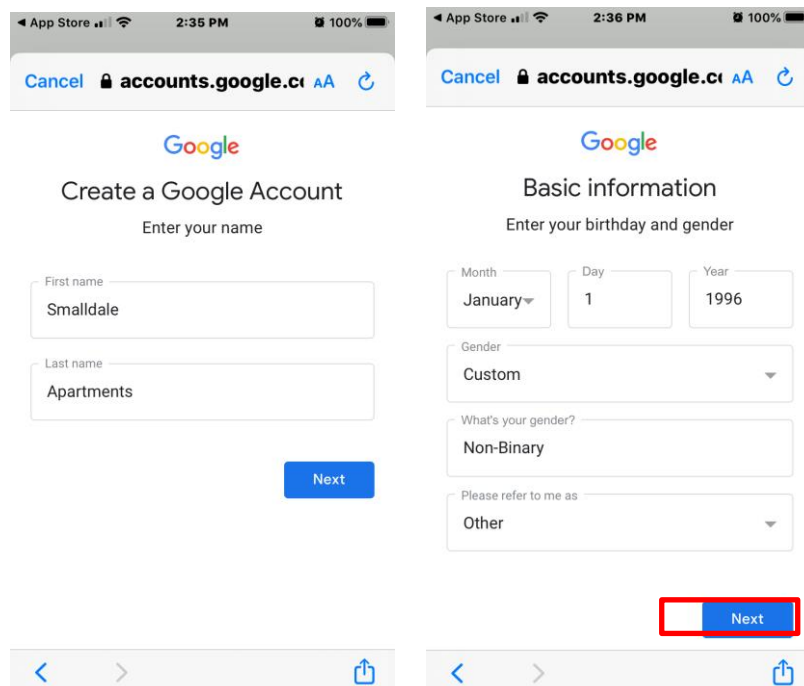 App Store 2:35 PM 100%
Cancel accounts.google.c AA
Google
Create a Google Account
Enter your name
First name
Smalldale
Last name
Apartments
Next
App Store 2:36 PM 100%
Cancel accounts.google.c AA
Google
Basic information
Enter your birthday and gender
Month Day Year
January 1 1996
Gender
Custom
What's your gender?
Non-Binary
Please refer to me as
Other
Next